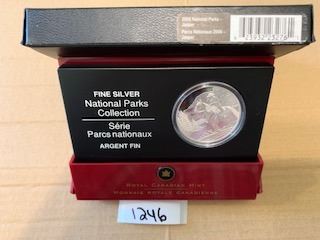 2006 National Parks -
Jasper
Parcs Nationaux 2006 -
Jasper
FINE SILVER
National Parks
Collection
Série
Parcs nationaux
ARGENT FIN
ROYAL CANADIAN MINT
MONNAIE ROYALE CANADIENNE
1246